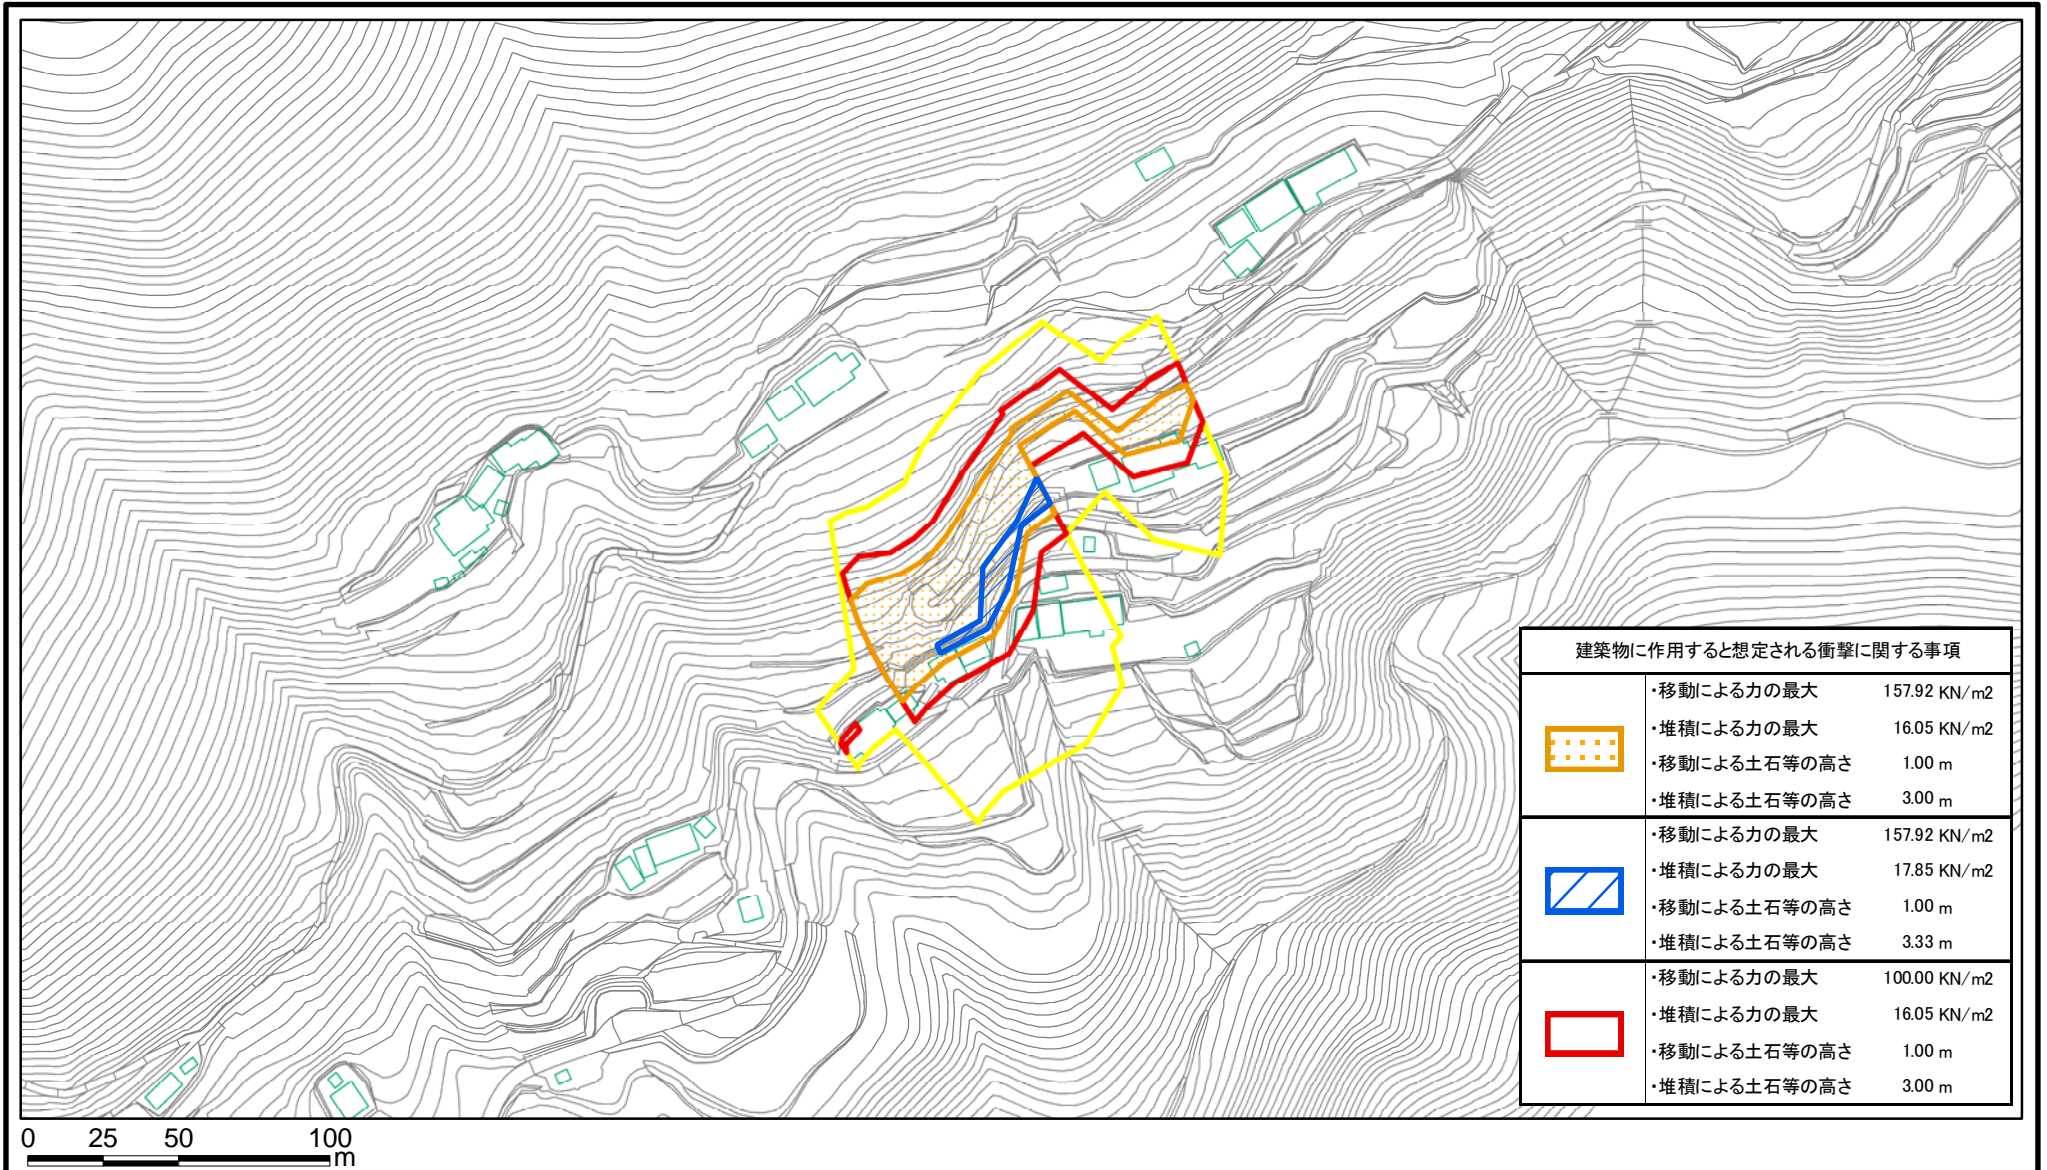 建築物に作用すると想定される衝撃に関する事項
・移動による力の最大 157.92 KN/m2
・堆積による力の最大 16.05 KN/m2
・移動による土石等の高さ 1.00 m
・堆積による土石等の高さ 3.00 m
・移動による力の最大 157.92 KN/m2
・堆積による力の最大 17.85 KN/m2
・移動による土石等の高さ 1.00 m
・堆積による土石等の高さ 3.33 m
・移動による力の最大 100.00 KN/m2
・堆積による力の最大 16.05 KN/m2
・移動による土石等の高さ 1.00 m
・堆積による土石等の高さ 3.00 m
0 25 50 100
m